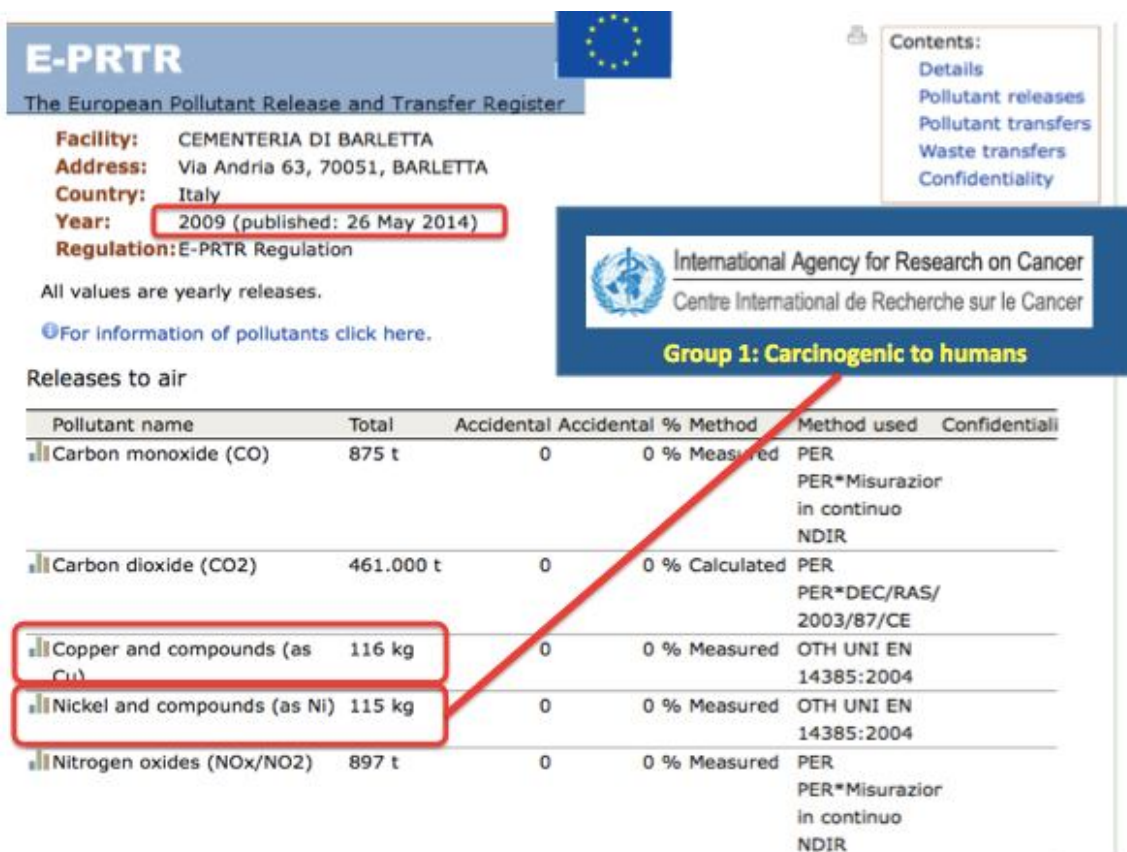 E-PRTR
The European Pollutant Release and Transfer Register
Contents:
Details
Pollutant releases
Pollutant transfers
Waste transfers
Confidentiality
Facility: CEMENTERIA DI BARLETTA
Address: Via Andria 63, 70051, BARLETTA
Country: Italy
Year: 2009 (published: 26 May 2014)
Regulation: E-PRTR Regulation
All values are yearly releases.
For information of pollutants click here.
International Agency for Research on Cancer
Centre International de Recherche sur le Cancer
Group 1: Carcinogenic to humans
Releases to air
Pollutant name Total Accidental Accidental % Method Method used Confidentiali
Carbon monoxide (CO) 875 t 0 0 % Measured PER
PER*Misurazior
in continuo
NDIR
Carbon dioxide (CO2) 461.000 t 0 0 % Calculated PER
PER*DEC/RAS/
2003/87/CE
Copper and compounds (as 116 kg 0 0 % Measured OTH UNI EN
Cu) 14385:2004
Nickel and compounds (as Ni) 115 kg 0 0 % Measured OTH UNI EN
14385:2004
Nitrogen oxides (NOx/NO2) 897 t 0 0 % Measured PER
PER*Misurazior
in continuo
NDIR